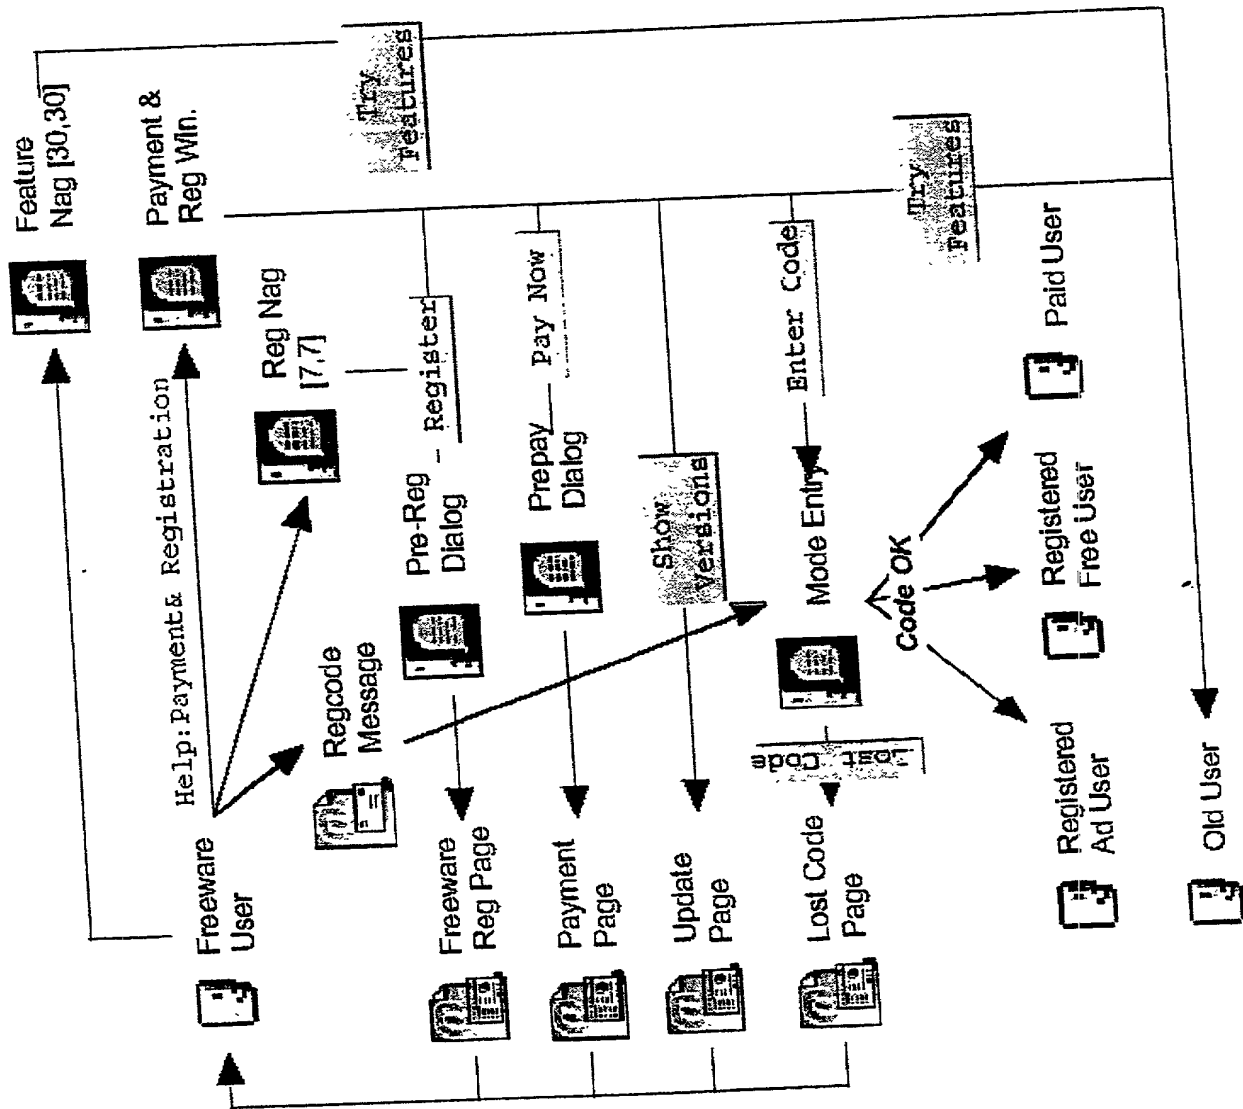 Feature
Nag [30,30]
Payment &
Reg Win.
Try
Features
Help:Payment& Registration
Reg Nag
[7,7]
Freeware
User
Regcode
Message
Pre-Reg
Dialog
Register
Freeware
Reg Page
Prepay
Dialog
Pay Now
Payment
Page
Show
Versions
Update
Page
Enter Code
Mode Entry
Lost
Code
Lost Code
Page
Try
Features
Code OK
Registered
Ad User
Registered
Free User
Paid User
Old User